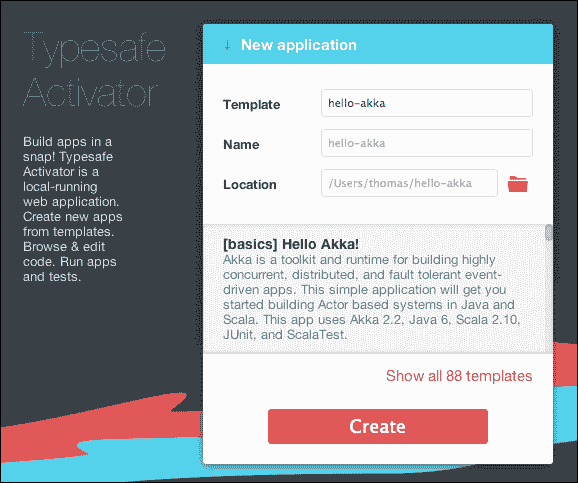 Typesafe
Activator
Build apps in a
snap! Typesafe
Activator is a
local-running
web application.
Create new apps
from templates.
Browse & edit
code. Run apps
and tests.
↓ New application
Template hello-akka
Name hello-akka
Location /Users/thomas/hello-akka
[basics] Hello Akka!
Akka is a toolkit and runtime for building highly
concurrent, distributed, and fault tolerant event-
driven apps. This simple application will get you
started building Actor based systems in Java and
Scala. This app uses Akka 2.2, Java 6, Scala 2.10,
JUnit, and ScalaTest.
Show all 88 templates
Create